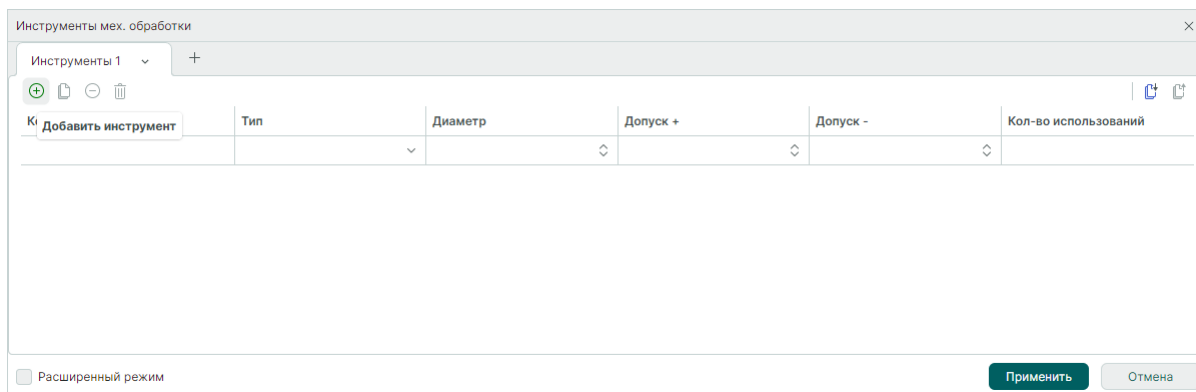 Инструменты мех. обработки
Инструменты 1
Добавить инструмент
Тип Диаметр Допуск + Допуск - Кол-во использований
Расширенный режим Применить Отмена